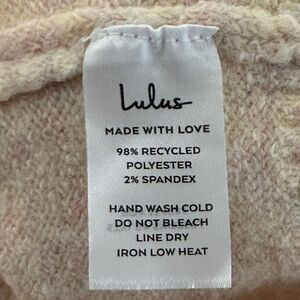 Lulus
MADE WITH LOVE
98% RECYCLED
POLYESTER
2% SPANDEX
HAND WASH COLD
DO NOT BLEACH
LINE DRY
IRON LOW HEAT